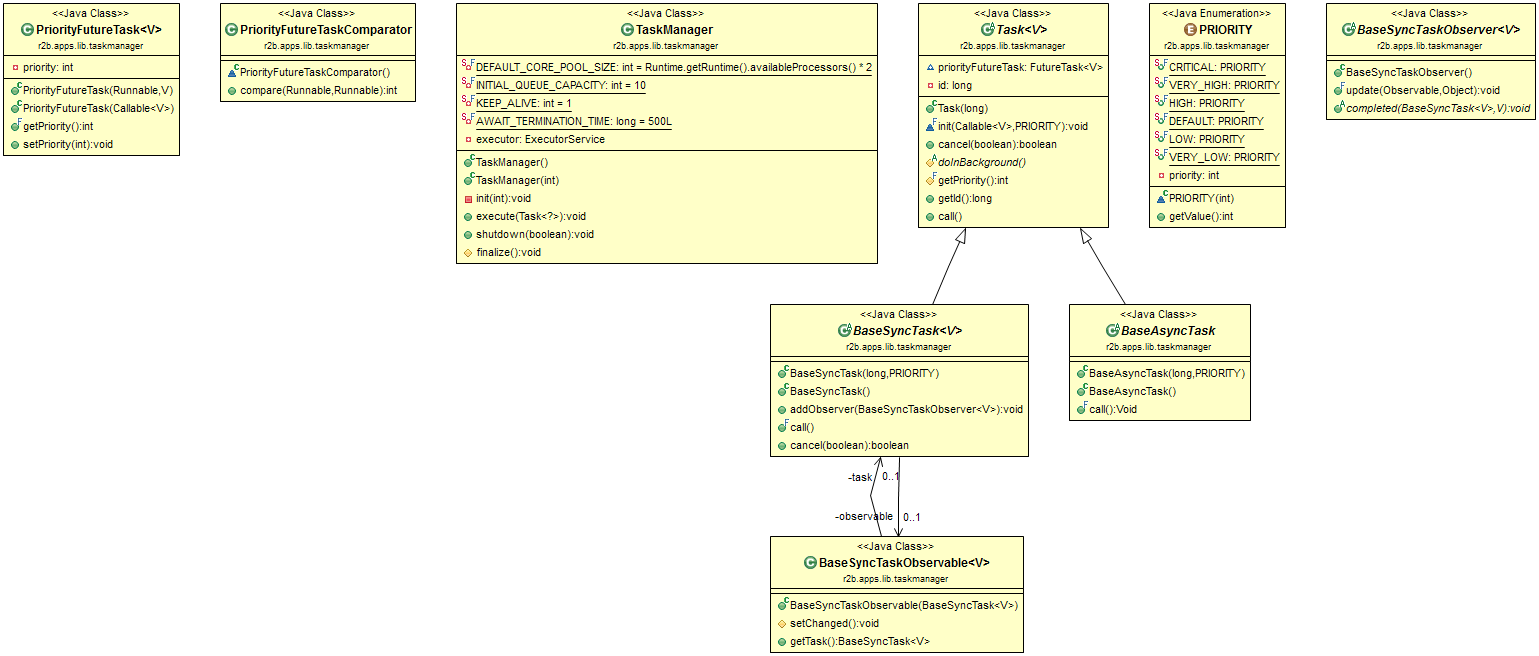 <<Java Class>>
PriorityFutureTask<V>
r2b.apps.lib.taskmanager
priority: int
PriorityFutureTask(Runnable,V)
PriorityFutureTask(Callable<V>)
getPriority():int
setPriority(int):void
<<Java Class>>
PriorityFutureTaskComparator
r2b.apps.lib.taskmanager
PriorityFutureTaskComparator()
compare(Runnable,Runnable):int
<<Java Class>>
TaskManager
r2b.apps.lib.taskmanager
DEFAULT_CORE_POOL_SIZE: int = Runtime.getRuntime().availableProcessors() * 2
INITIAL_QUEUE_CAPACITY: int = 10
KEEP_ALIVE: int = 1
AWAIT_TERMINATION_TIME: long = 500L
executor: ExecutorService
TaskManager()
TaskManager(int)
init(int):void
execute(Task<?>):void
shutdown(boolean):void
finalize():void
<<Java Class>>
Task<V>
r2b.apps.lib.taskmanager
priorityFutureTask: FutureTask<V>
id: long
Task(long)
init(Callable<V>,PRIORITY):void
cancel(boolean):boolean
doInBackground()
getPriority():int
getId():long
call()
<<Java Enumeration>>
PRIORITY
r2b.apps.lib.taskmanager
CRITICAL: PRIORITY
VERY_HIGH: PRIORITY
HIGH: PRIORITY
DEFAULT: PRIORITY
LOW: PRIORITY
VERY_LOW: PRIORITY
priority: int
PRIORITY(int)
getValue():int
<<Java Class>>
BaseSyncTaskObserver<V>
r2b.apps.lib.taskmanager
BaseSyncTaskObserver()
update(Observable,Object):void
completed(BaseSyncTask<V>,V):void
<<Java Class>>
BaseSyncTask<V>
r2b.apps.lib.taskmanager
BaseSyncTask(long,PRIORITY)
BaseSyncTask()
addObserver(BaseSyncTaskObserver<V>):void
call()
cancel(boolean):boolean
<<Java Class>>
BaseAsyncTask
r2b.apps.lib.taskmanager
BaseAsyncTask(long,PRIORITY)
BaseAsyncTask()
call():Void
-task 0..1
-observable 0..1
<<Java Class>>
BaseSyncTaskObservable<V>
r2b.apps.lib.taskmanager
BaseSyncTaskObservable(BaseSyncTask<V>)
setChanged():void
getTask():BaseSyncTask<V>